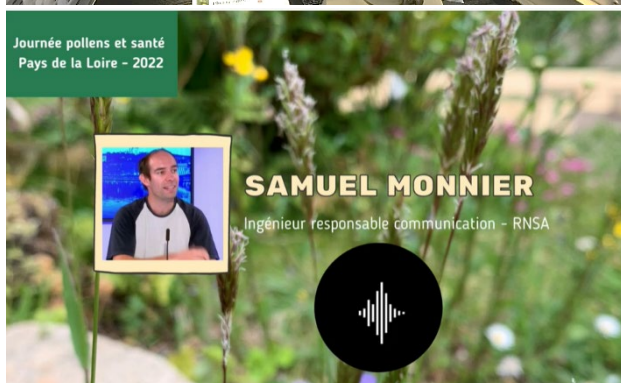 Journée pollens et santé
Pays de la Loire - 2022
SAMUEL MONNIER
Ingénieur responsable communication - RNSA